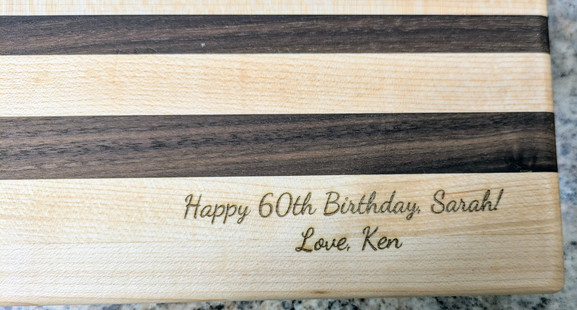 Happy 60th Birthday, Sarah!
Love, Ken